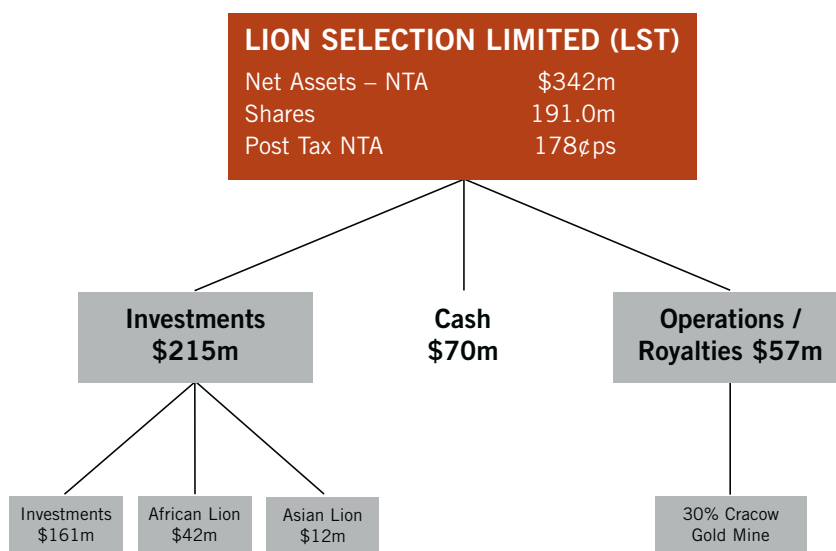 LION SELECTION LIMITED (LST)
Net Assets – NTA $342m
Shares 191.0m
Post Tax NTA 178¢ps
Investments
$215m
Cash
$70m
Operations /
Royalties $57m
Investments
$161m
African Lion
$42m
Asian Lion
$12m
30% Cracow
Gold Mine